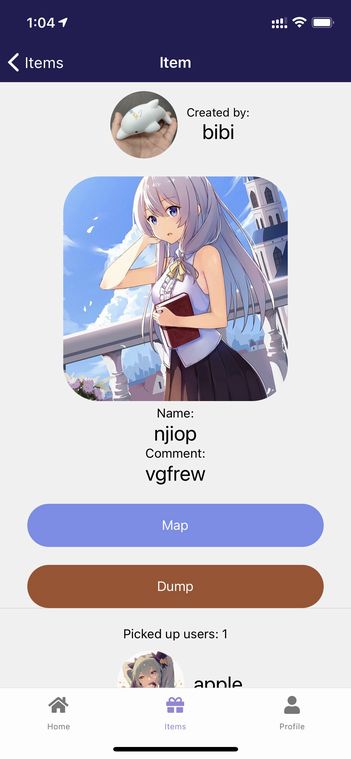 1:04
Items
Item
Created by:
bibi
Name:
njiop
Comment:
vgfrew
Map
Dump
Picked up users: 1
apple
Home
Items
Profile